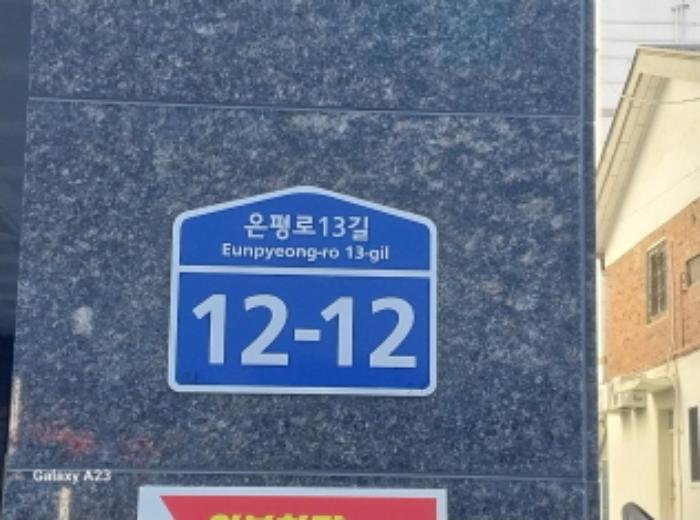 은평로13길
Eunpyeong-ro 13-gil
12-12
Galaxy A23